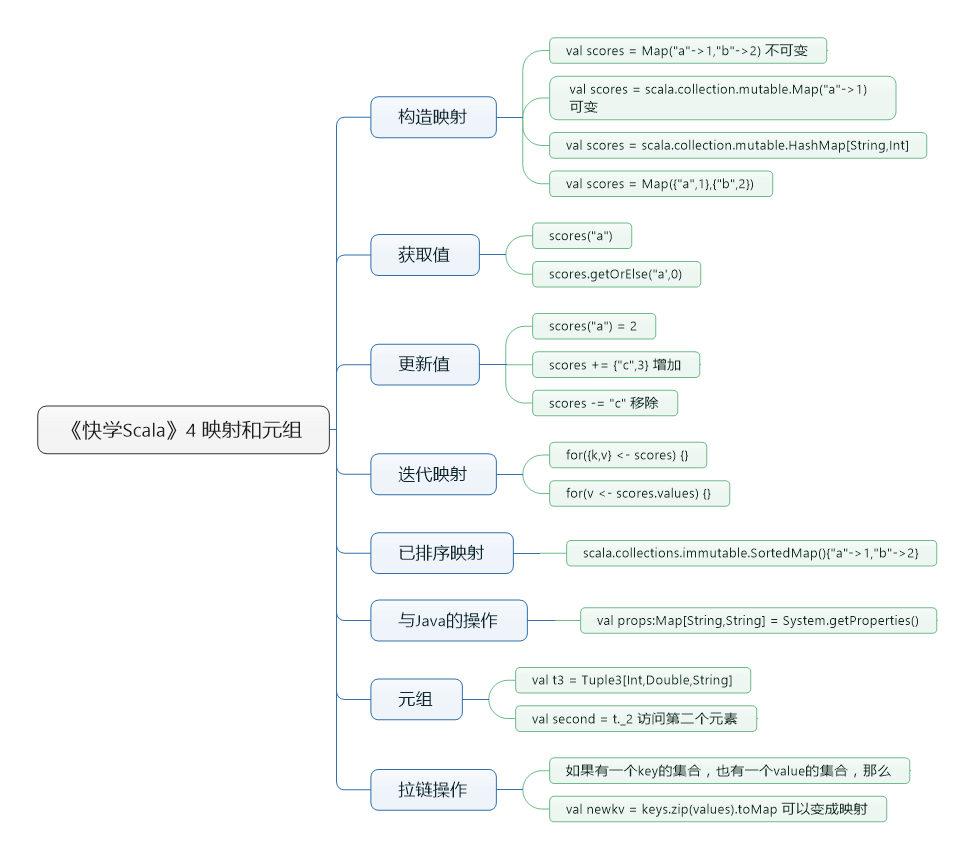 《快学Scala》4 映射和元组
构造映射
val scores = Map("a"->1,"b"->2) 不可变
val scores = scala.collection.mutable.Map("a"->1)
可变
val scores = scala.collection.mutable.HashMap[String,Int]
val scores = Map({"a",1},{"b",2})
获取值
scores("a")
scores.getOrElse("a',0)
更新值
scores("a") = 2
scores += {"c",3} 增加
scores -= "c" 移除
迭代映射
for({k,v} <- scores) {}
for(v <- scores.values) {}
已排序映射
scala.collections.immutable.SortedMap(){"a"->1,"b"->2}
与Java的操作
val props:Map[String,String] = System.getProperties()
元组
val t3 = Tuple3[Int,Double,String]
val second = t._2 访问第二个元素
拉链操作
如果有一个key的集合，也有一个value的集合，那么
val newkv = keys.zip(values).toMap 可以变成映射